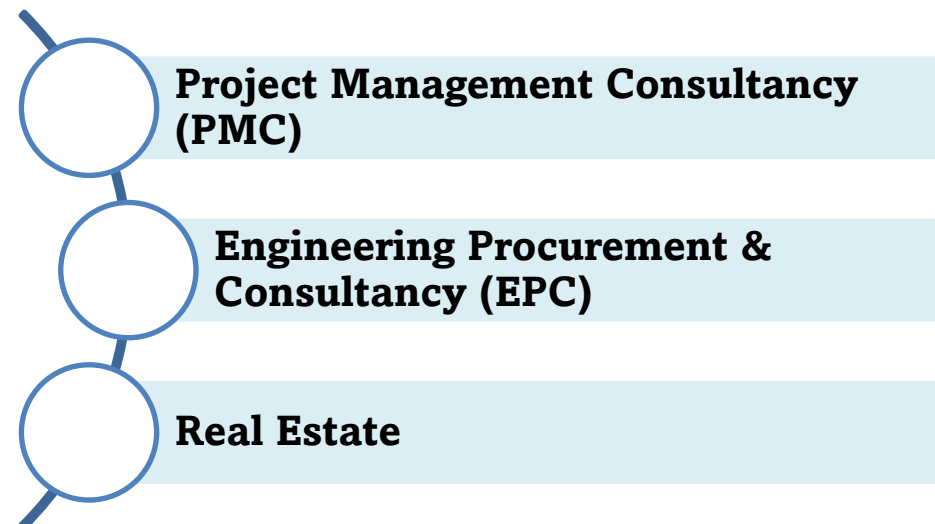 Project Management Consultancy
(PMC)
Engineering Procurement &
Consultancy (EPC)
Real Estate